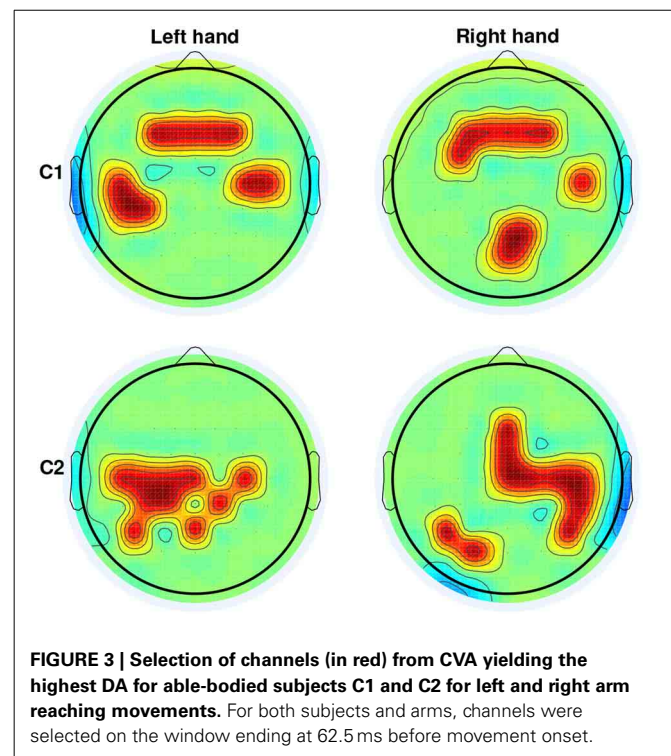 Left hand
Right hand
C1
C2
FIGURE 3 | Selection of channels (in red) from CVA yielding the
highest DA for able-bodied subjects C1 and C2 for left and right arm
reaching movements. For both subjects and arms, channels were
selected on the window ending at 62.5 ms before movement onset.